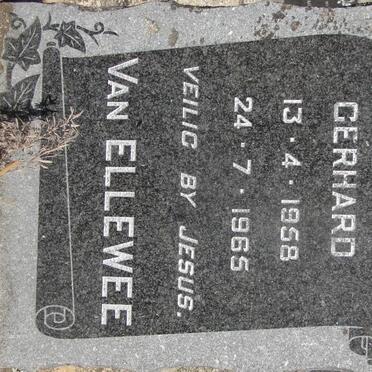 GERHARD
13·4·1958
24·7·1965
VEILIG BY JESUS.
VAN ELLEWEE